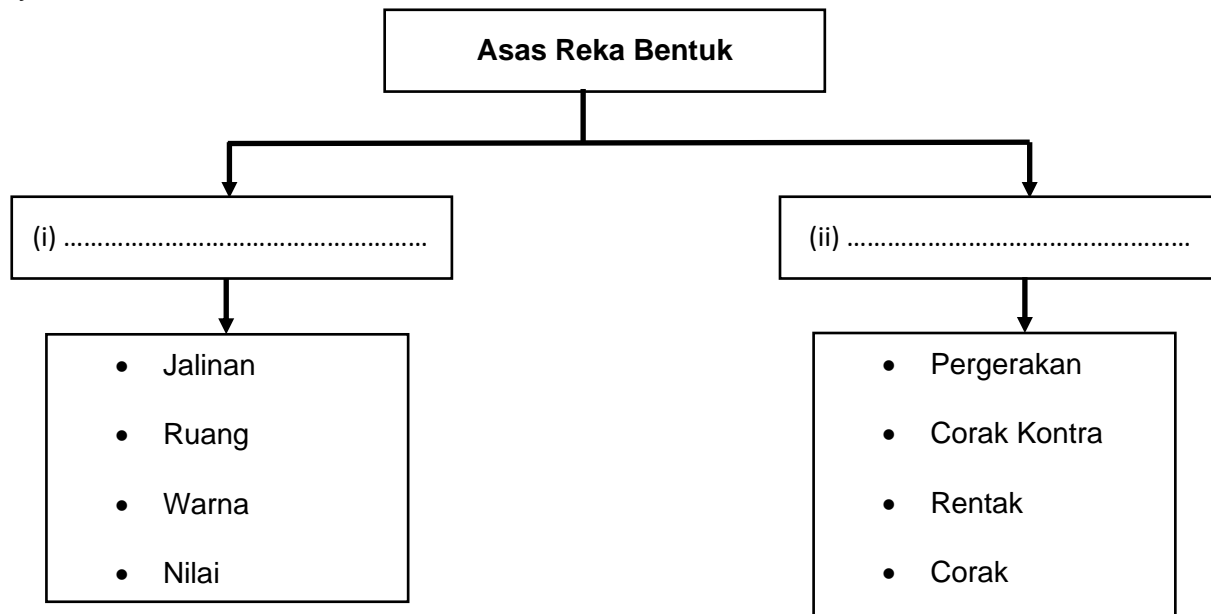 Asas Reka Bentuk
(i) ......................................................
(ii) ...................................................
• Jalinan
• Ruang
• Warna
• Nilai
• Pergerakan
• Corak Kontra
• Rentak
• Corak